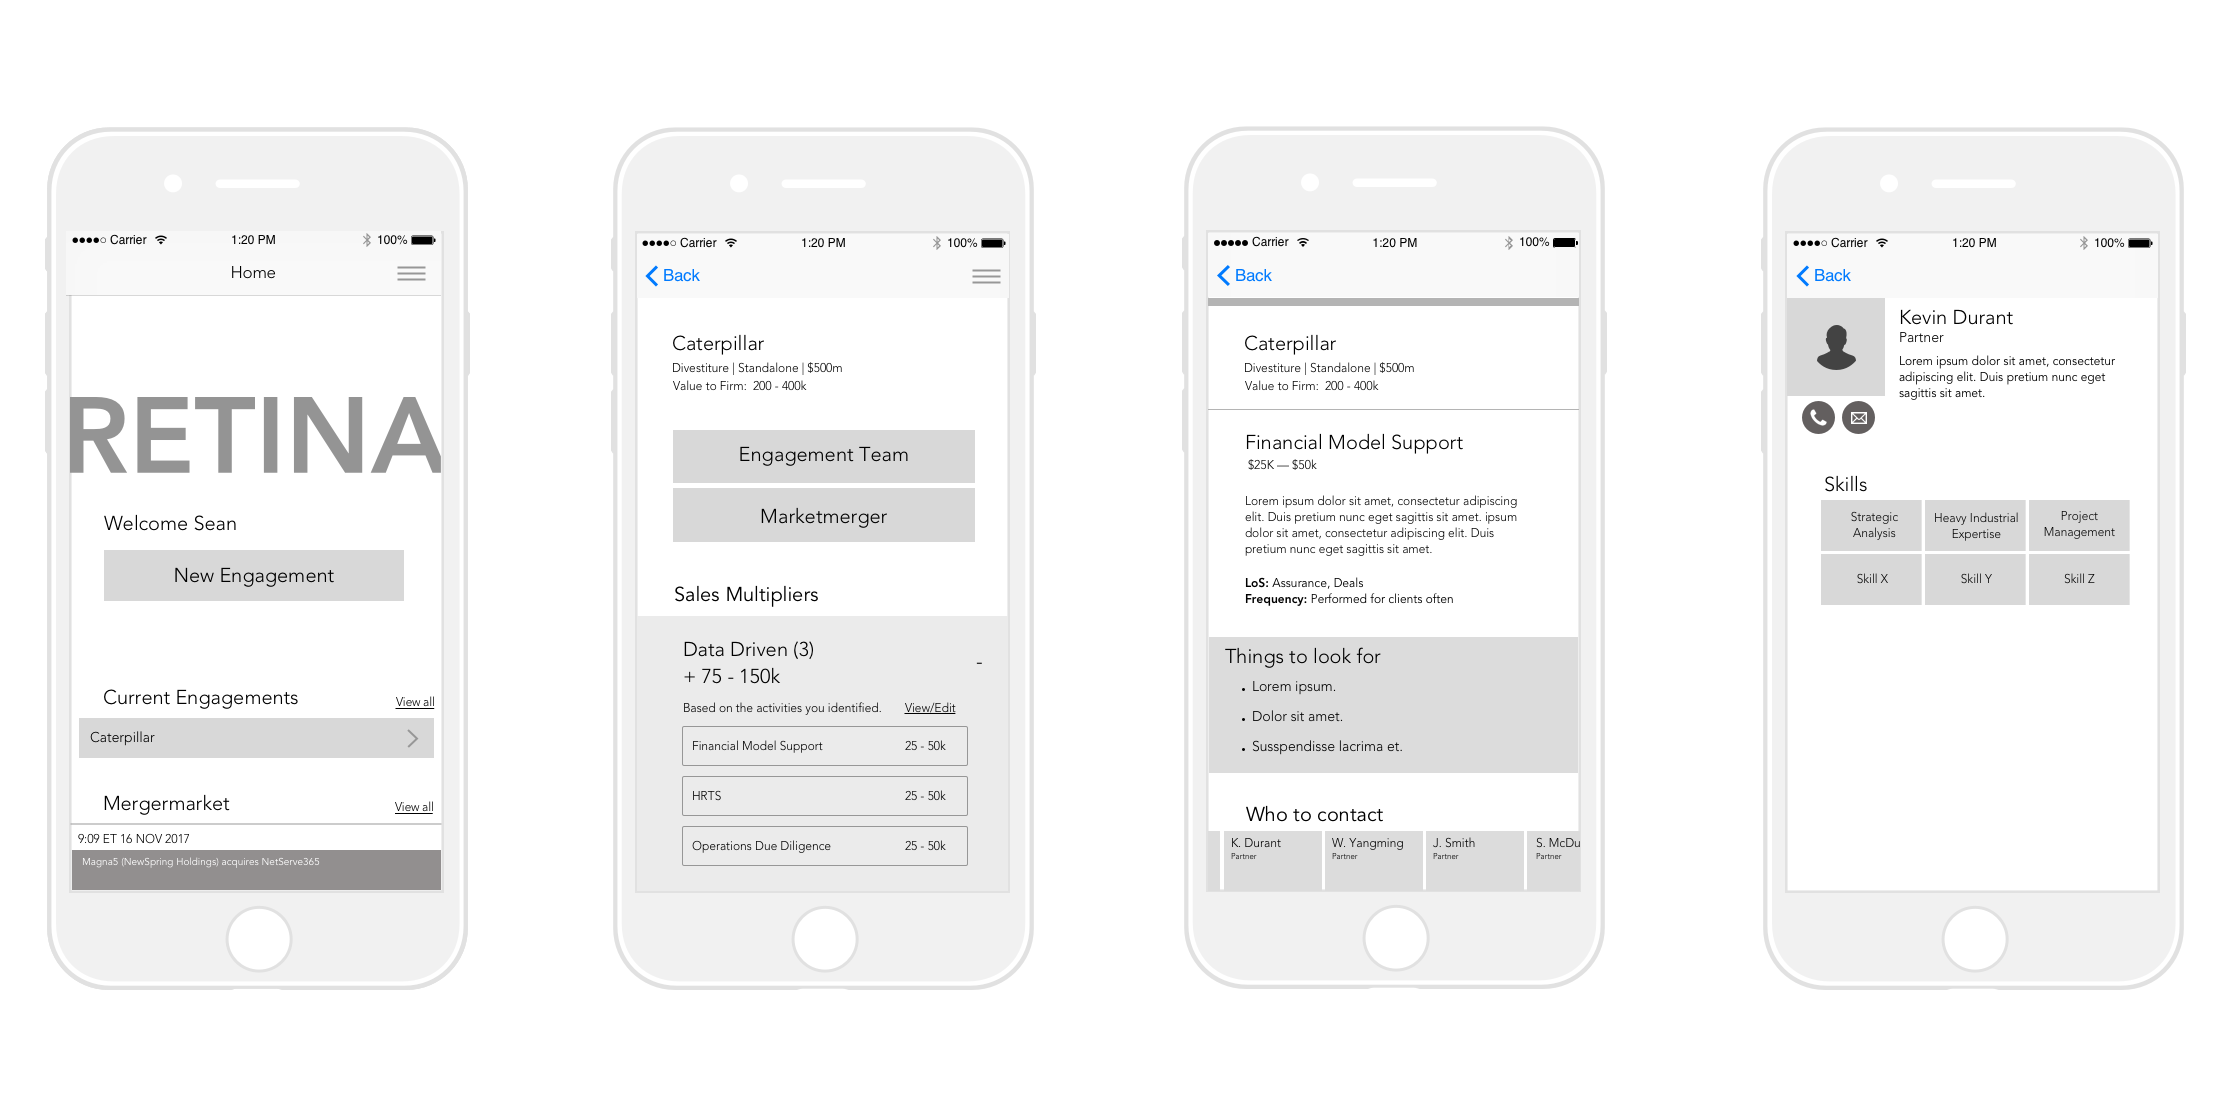 Carrier 1:20 PM 100%
Home
RETINA
Welcome Sean
New Engagement
Current Engagements View all
Caterpillar
Mergermarket View all
9:09 ET 16 NOV 2017
Magna5 (NewSpring Holdings) acquires NetServe365
Carrier 1:20 PM 100%
Back
Caterpillar
Divestiture | Standalone | $500m
Value to Firm: 200 - 400k
Engagement Team
Marketmerger
Sales Multipliers
Data Driven (3)
+ 75 - 150k
-
Based on the activities you identified. View/Edit
Financial Model Support 25 - 50k
HRTS 25 - 50k
Operations Due Diligence 25 - 50k
Carrier 1:20 PM 100%
Back
Caterpillar
Divestiture | Standalone | $500m
Value to Firm: 200 - 400k
Financial Model Support
$25K — $50k
Lorem ipsum dolor sit amet, consectetur adipiscing
elit. Duis pretium nunc eget sagittis sit amet. ipsum
dolor sit amet, consectetur adipiscing elit. Duis
pretium nunc eget sagittis sit amet.
LoS: Assurance, Deals
Frequency: Performed for clients often
Things to look for
• Lorem ipsum.
• Dolor sit amet.
• Susspendisse lacrima et.
Who to contact
K. Durant W. Yangming J. Smith S. McDu
Partner Partner Partner Partner
Carrier 1:20 PM 100%
Back
Kevin Durant
Partner
Lorem ipsum dolor sit amet, consectetur
adipiscing elit. Duis pretium nunc eget
sagittis sit amet.
Skills
Strategic
Analysis
Heavy Industrial
Expertise
Project
Management
Skill X Skill Y Skill Z